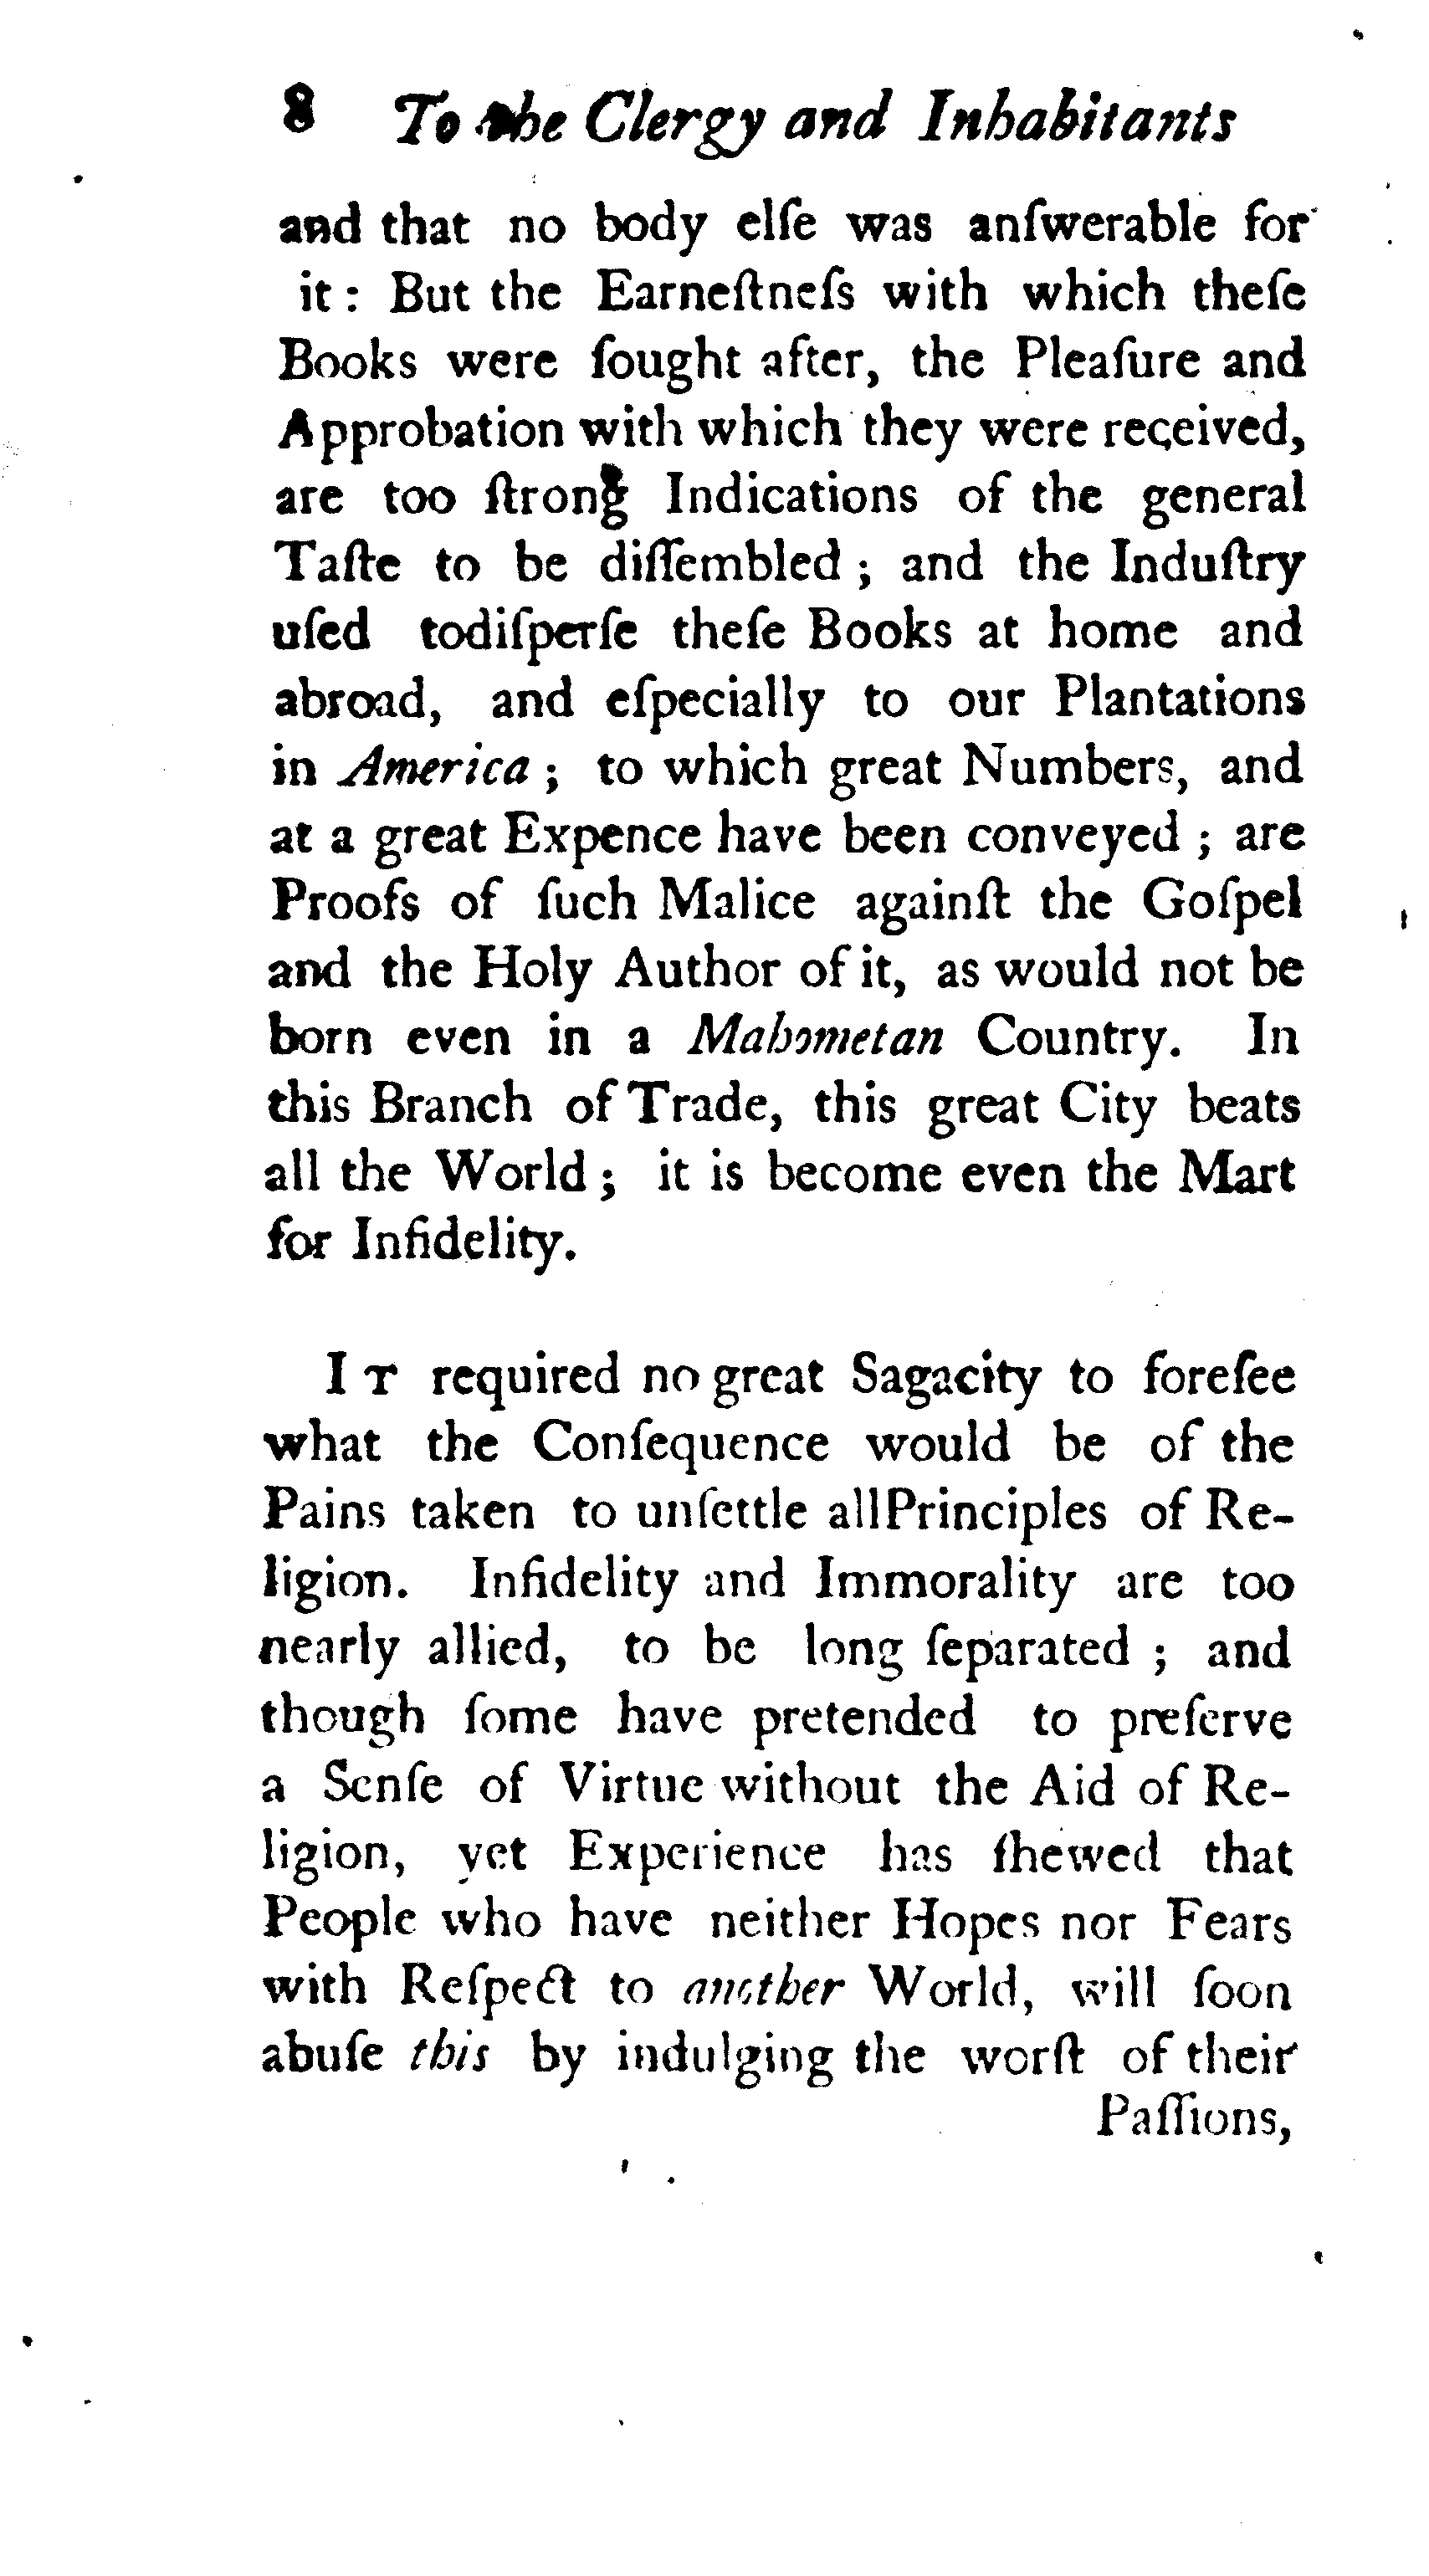 8 To the Clergy and Inhabitants
and that no body elſe was anſwerable for
it: But the Earneſtneſs with which theſe
Books were ſought after, the Pleaſure and
Approbation with which they were received,
are too ſtrong Indications of the general
Taſte to be diſſembled; and the Induſtry
uſed todiſperſe theſe Books at home and
abroad, and eſpecially to our Plantations
in America; to which great Numbers, and
at a great Expence have been conveyed; are
Proofs of ſuch Malice againſt the Goſpel
and the Holy Author of it, as would not be
born even in a Mahometan Country. In
this Branch of Trade, this great City beats
all the World; it is become even the Mart
for Infidelity.
IT required no great Sagacity to foreſee
what the Conſequence would be of the
Pains taken to unſettle allPrinciples of Re-
ligion. Infidelity and Immorality are too
nearly allied, to be long ſeparated; and
though ſome have pretended to preſerve
a Senſe of Virtue without the Aid of Re-
ligion, yet Experience has ſhewed that
People who have neither Hopes nor Fears
with Reſpect to another World, will ſoon
abuſe this by indulging the worſt of their
Paſſions,